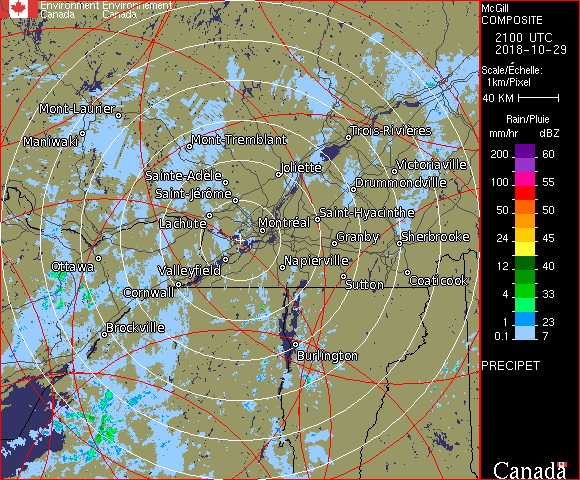 Environment Environnement
Canada Canada
McGill
COMPOSITE
2100 UTC
2018-10-29
Scale/Échelle:
1km/Pixel
40 KM
Rain/Pluie
mm/hr dBZ
200 60
100 55
50 50
24 45
12 40
4 33
1 23
0.1 7
PRECIPET
Canada
Mont-Laurier
Maniwaki
Mont-Tremblant
Trois-Rivières
Joliette
Victoriaville
Sainte-Adèle
Drummondville
Saint-Jérôme
Lachute
Montréal
Saint-Hyacinthe
Granby
Sherbrooke
Ottawa
Valleyfield
Napierville
Cornwall
Sutton
Coaticook
Brockville
Burlington